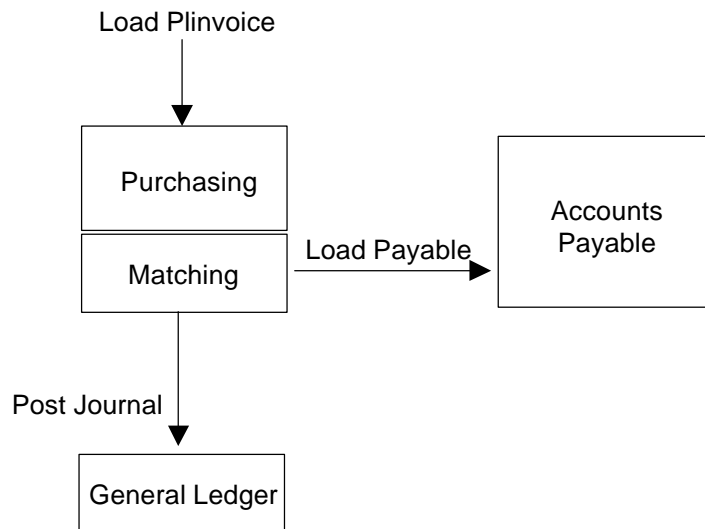 Load Plinvoice
Purchasing
Matching
Load Payable
Accounts
Payable
Post Journal
General Ledger